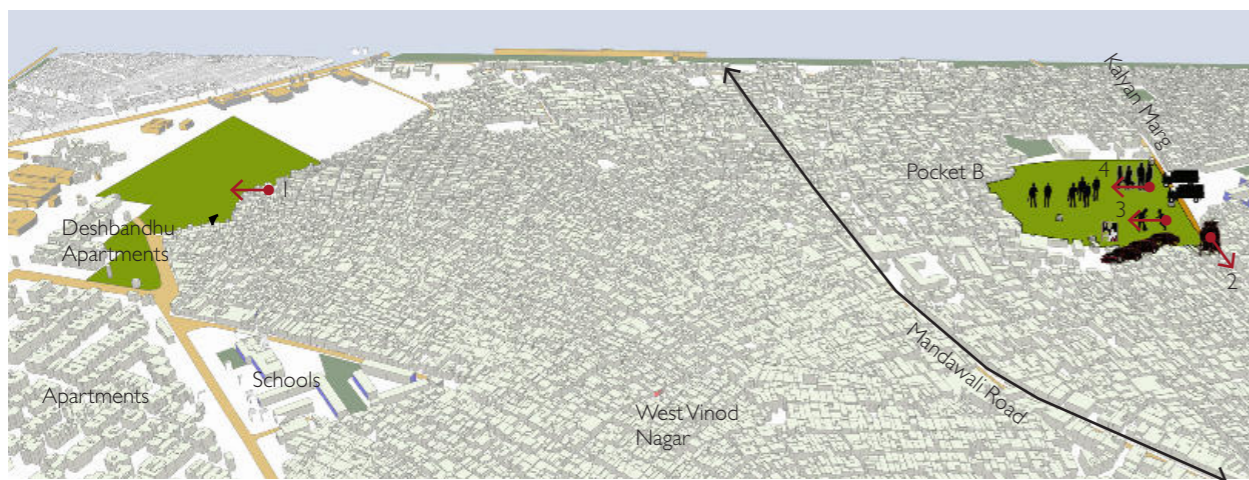 Kalyan Marg
Pocket B
4
3
2
1
Deshbandhu
Apartments
Apartments
Schools
West Vinod
Nagar
Mandawali Road